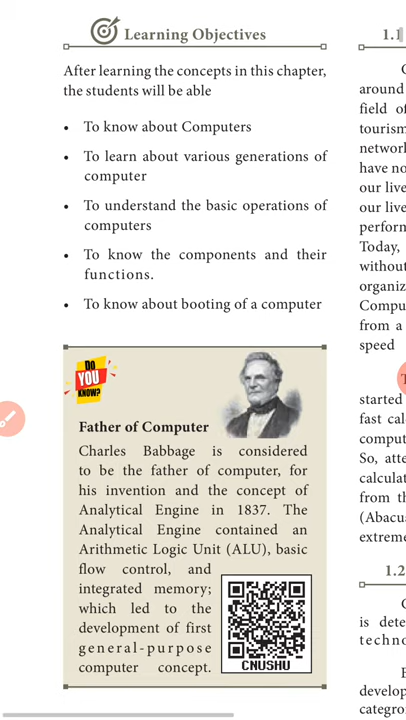 Learning Objectives
After learning the concepts in this chapter,
the students will be able
• To know about Computers
• To learn about various generations of
computer
• To understand the basic operations of
computers
• To know the components and their
functions.
• To know about booting of a computer
DO
YOU
KNOW?
Father of Computer
Charles Babbage is considered
to be the father of computer, for
his invention and the concept of
Analytical Engine in 1837. The
Analytical Engine contained an
Arithmetic Logic Unit (ALU), basic
flow control, and
integrated memory;
which led to the
development of first
general-purpose
computer concept.
CNUSHU
1.1
around
field of
tourism
network
have no
our live
our live
perform
Today,
without
organiz
Compu
from a
speed
started
fast cal
comput
So, atte
calculat
from th
(Abacu
extreme
1.2
is dete
techno
develop
categro